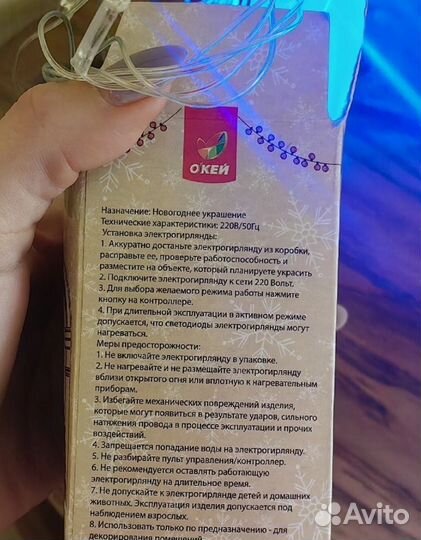 О'КЕЙ
Назначение: Новогоднее украшение
Технические характеристики: 220В/50Гц
Установка электрогирлянды:
1. Аккуратно достаньте электрогирлянду из коробки,
расправьте ее, проверьте работоспособность и
разместите на объекте, который планируете украсить
2. Подключите электрогирлянду к сети 220 Вольт.
3. Для выбора желаемого режима работы нажмите
кнопку на контроллере.
4. При длительной эксплуатации в активном режиме
допускается, что светодиоды электрогирлянды могут
нагреваться.
Меры предосторожности:
1. Не включайте электрогирлянду в упаковке.
2. Не нагревайте и не размещайте электрогирлянду
вблизи открытого огня или вплотную к нагревательным
приборам.
3. Избегайте механических повреждений изделия,
которые могут появиться в результате ударов, сильного
натяжения провода в процессе эксплуатации и прочих
воздействий.
4. Запрещается попадание воды на электрогирлянду.
5. Не разбирайте пульт управления/контроллер.
6. Не рекомендуется оставлять работающую
электрогирлянду на длительное время.
7. Не допускайте к электрогирлянде детей и домашних
животных. Эксплуатация изделия допускается под
наблюдением взрослых.
8. Использовать только по предназначению - для
декорирования помещений
Avito